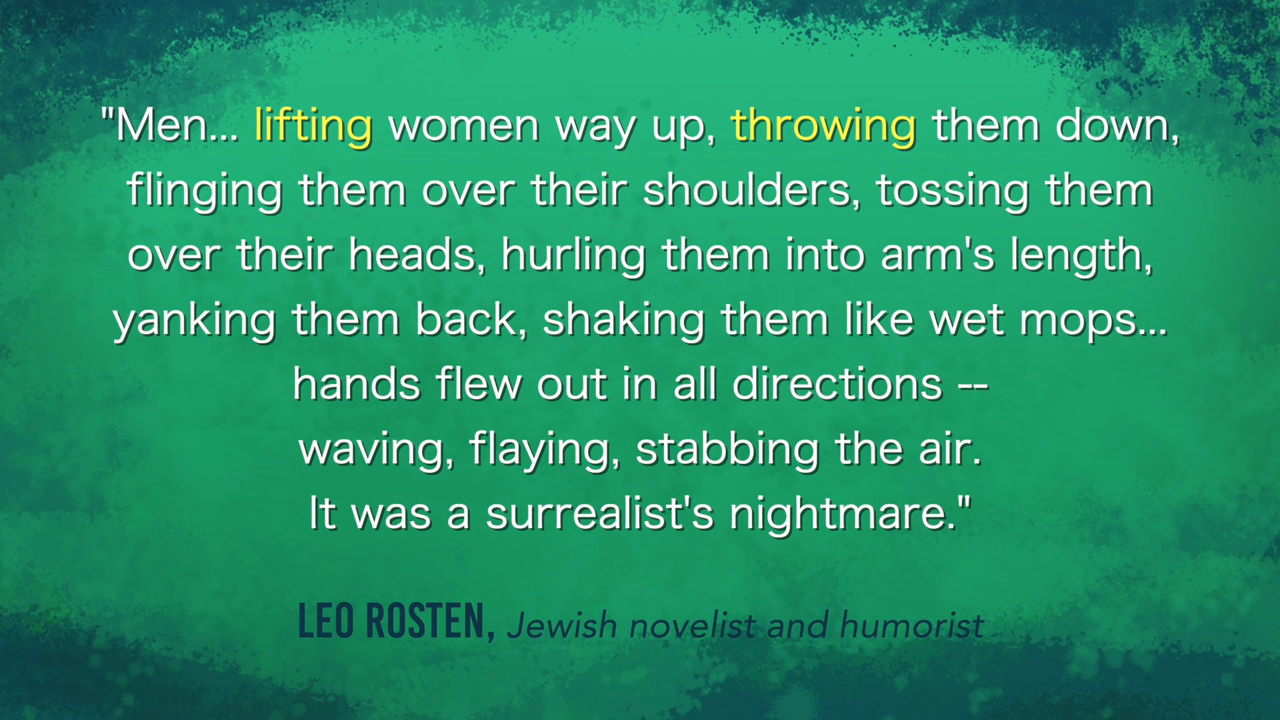 "Men... lifting women way up, throwing them down,
flinging them over their shoulders, tossing them
over their heads, hurling them into arm's length,
yanking them back, shaking them like wet mops...
hands flew out in all directions --
waving, flaying, stabbing the air.
It was a surrealist's nightmare."
LEO ROSTEN, Jewish novelist and humorist